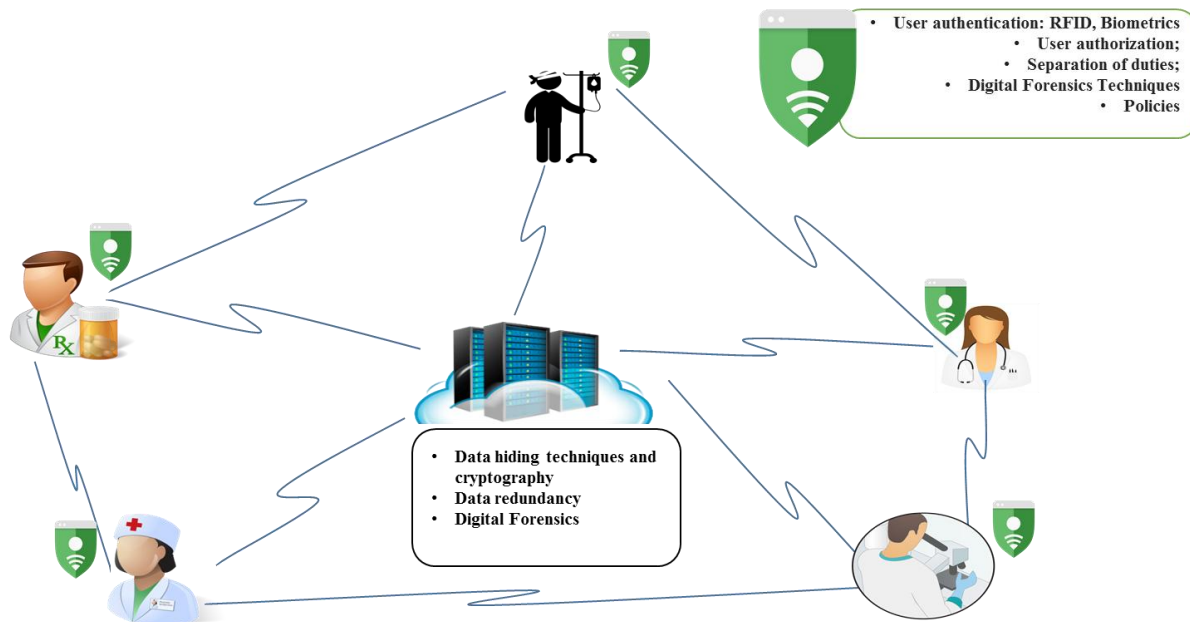 • User authentication: RFID, Biometrics
• User authorization;
• Separation of duties;
• Digital Forensics Techniques
• Policies
Rx
• Data hiding techniques and
cryptography
• Data redundancy
• Digital Forensics